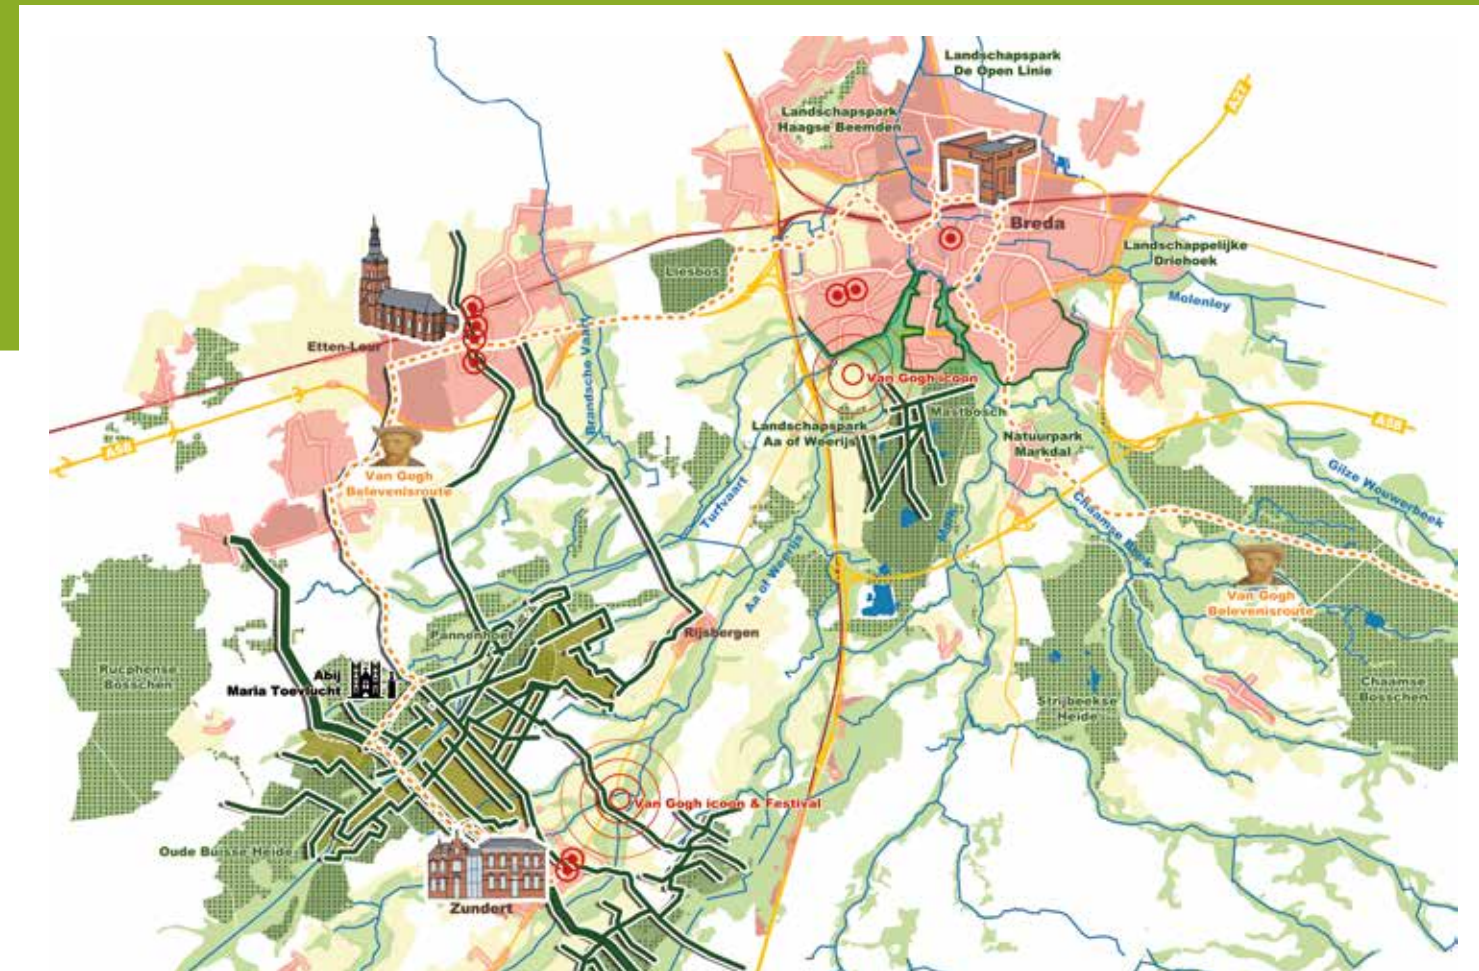 Landschapspark
De Open Linie
A27
Landschapspark
Haagse Beemden
Breda
Landschappelijke
Driehoek
Liesbos
Molenley
Etten-Leur
Brandsche Vaart
Van Gogh icoon
Mastbosch
A58
Landschapspark
Aa of Weerijs
Natuurpark
Markdal
A58
Van Gogh
Belevenisroute
Gilze Wouwerbeek
Turfvaart
Chaamse Beek
Mark
Aa of Weerijs
Van Gogh
Belevenisroute
Pannenhoef
Rijsbergen
Rucphense
Bosschen
Abij
Maria Toevlucht
Chaamse
Bosschen
Strijbeekse
Heide
Van Gogh icoon & Festival
Oude Buisse Heide
Zundert